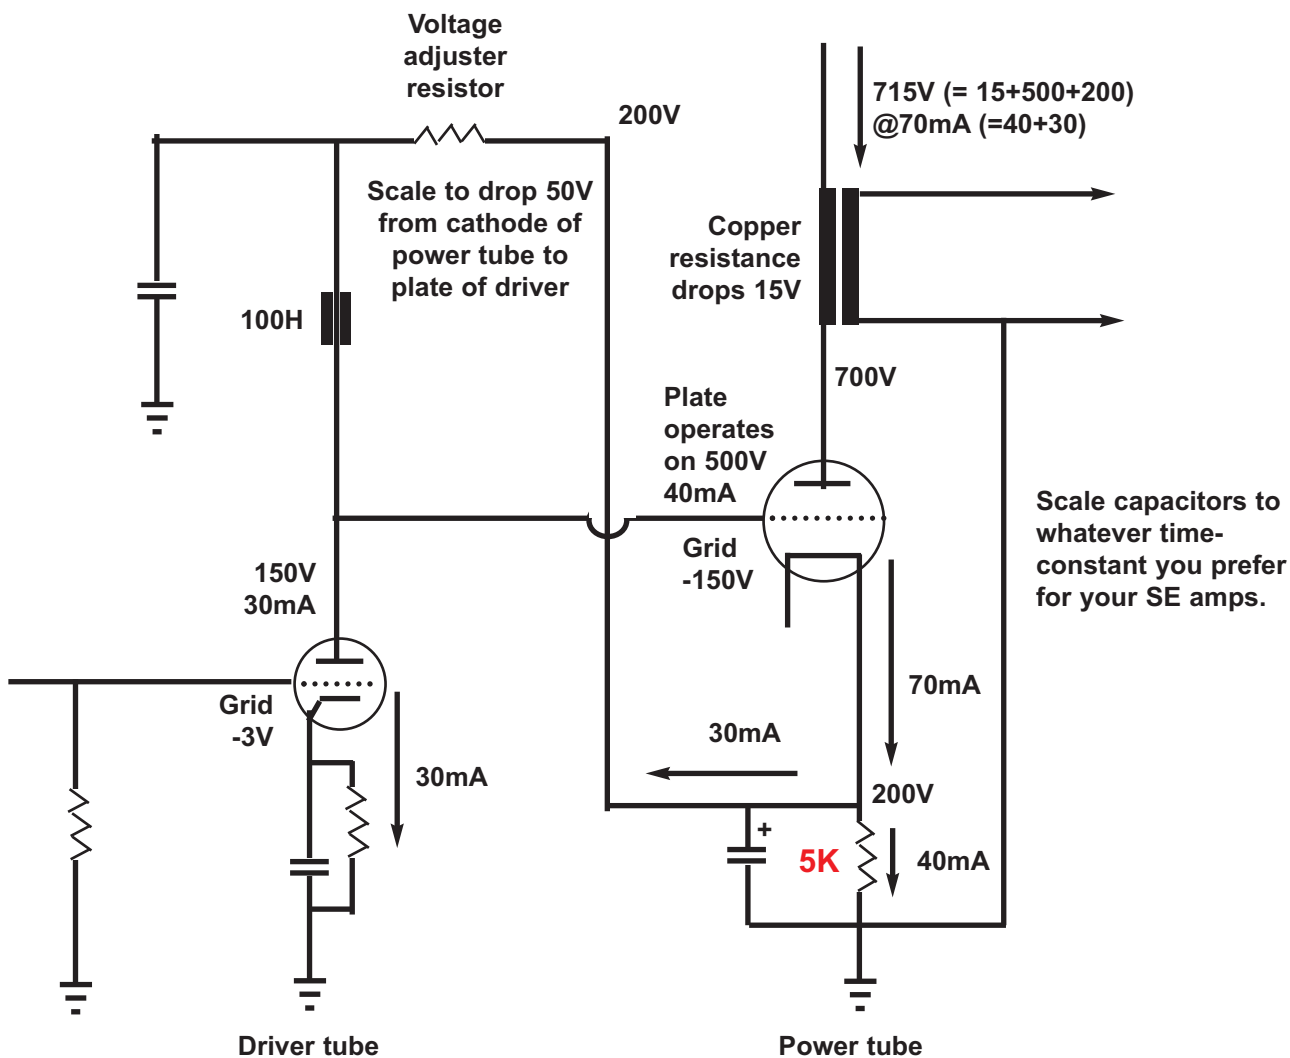 Voltage
adjuster
resistor
200V
715V (= 15+500+200)
@70mA (=40+30)
Scale to drop 50V
from cathode of
power tube to
plate of driver
Copper
resistance
drops 15V
100H
700V
Plate
operates
on 500V
40mA
Grid
-150V
Scale capacitors to
whatever time-
constant you prefer
for your SE amps.
150V
30mA
Grid
-3V
30mA
70mA
30mA
200V
+
5K
40mA
Driver tube
Power tube